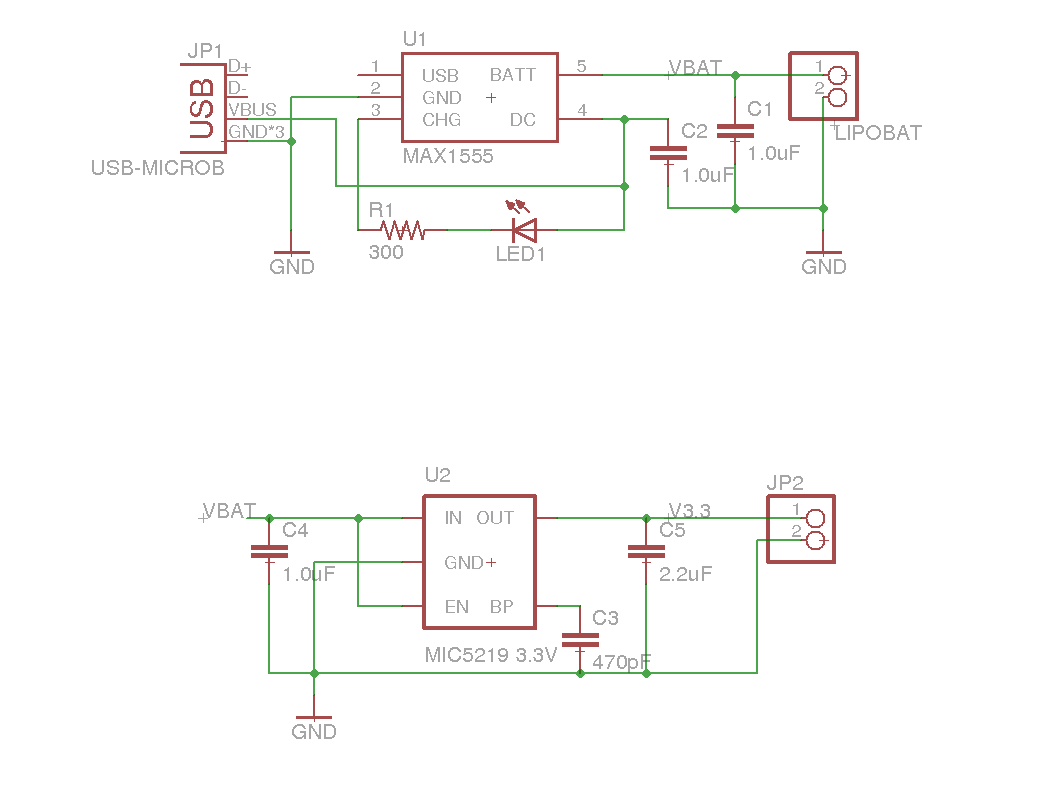 JP1
D+
D-
VBUS
GND*3
USB
USB-MICROB
GND
U1
1 USB BATT 5
2 GND
3 CHG DC 4
MAX1555
R1
300
LED1
VBAT
C2
1.0uF
C1
1.0uF
1
2
LIPOBAT
GND
U2
VBAT
IN OUT
GND
EN BP
MIC5219 3.3V
C4
1.0uF
GND
C3
470pF
V3.3
C5
2.2uF
JP2
1
2